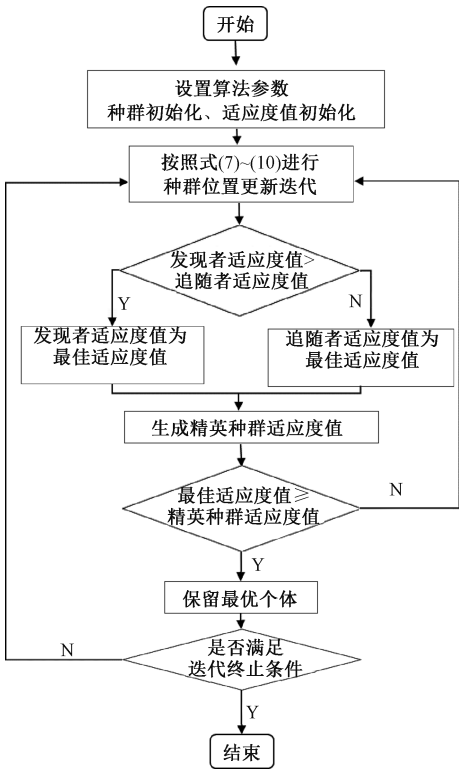 开始
设置算法参数
种群初始化、适应度值初始化
按照式(7)~(10)进行
种群位置更新迭代
发现者适应度值>
追随者适应度值
Y
N
发现者适应度值为
最佳适应度值
追随者适应度值为
最佳适应度值
生成精英种群适应度值
最佳适应度值≥
精英种群适应度值
N
Y
保留最优个体
是否满足
迭代终止条件
N
Y
结束